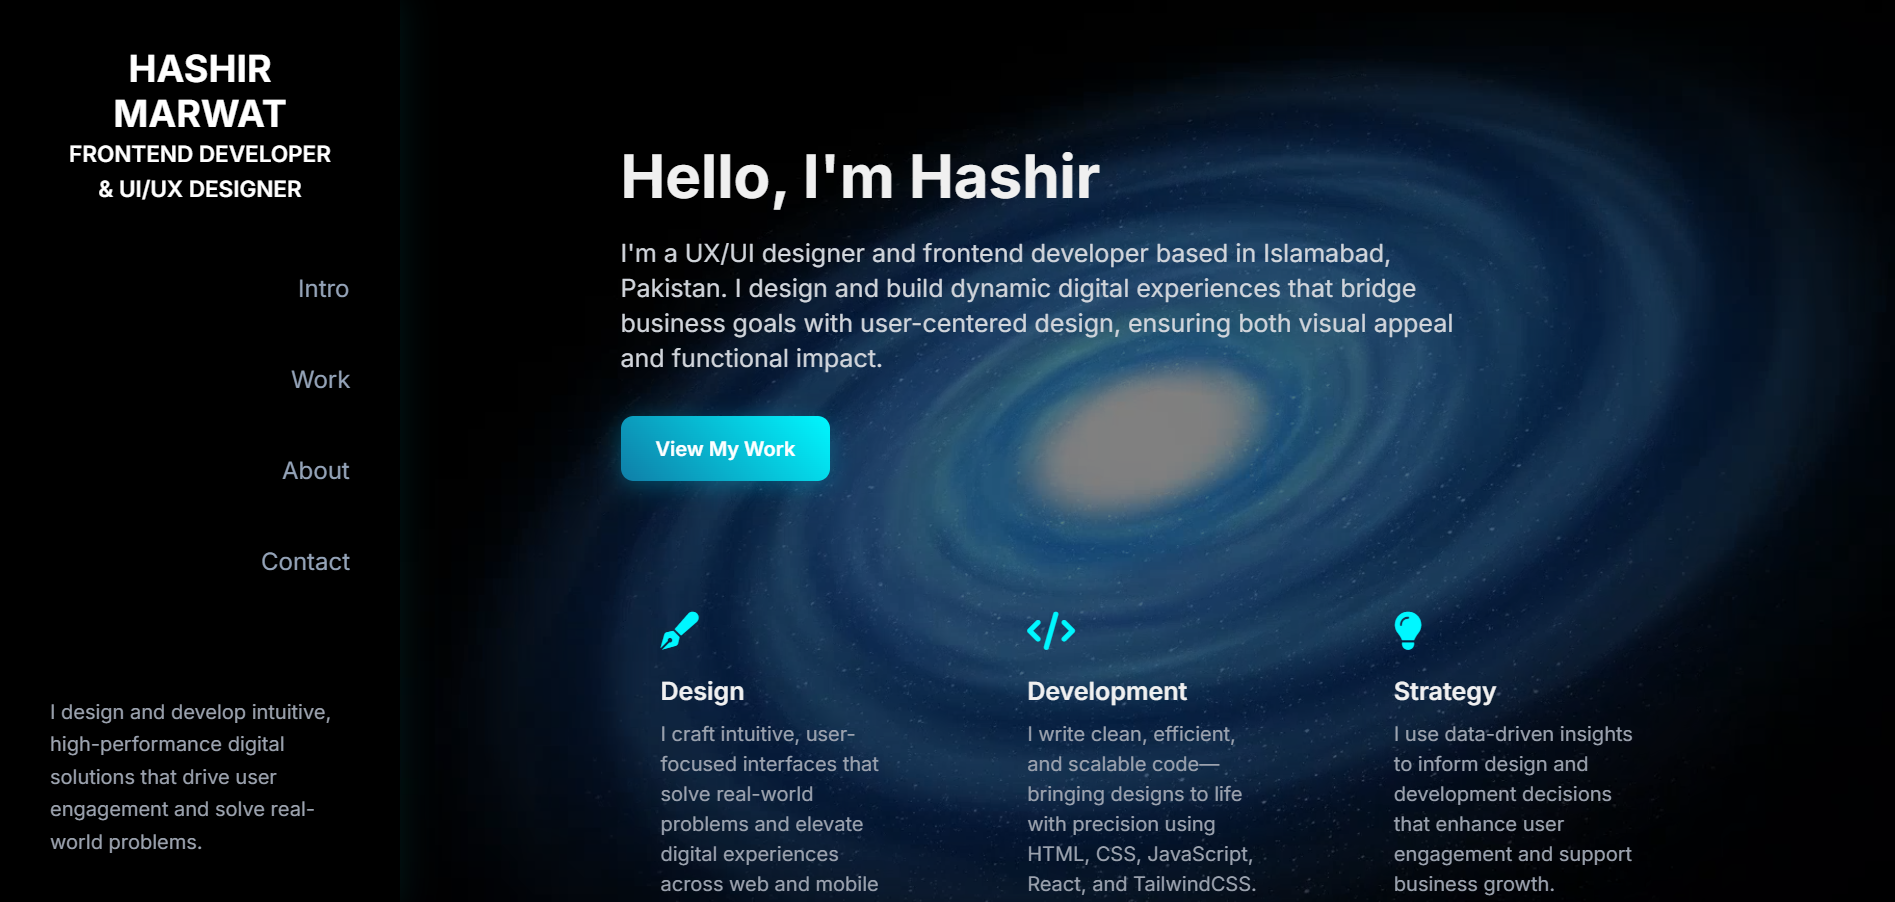 HASHIR
MARWAT
FRONTEND DEVELOPER
& UI/UX DESIGNER
Intro
Work
About
Contact
I design and develop intuitive,
high-performance digital
solutions that drive user
engagement and solve real-
world problems.
Hello, I'm Hashir
I'm a UX/UI designer and frontend developer based in Islamabad,
Pakistan. I design and build dynamic digital experiences that bridge
business goals with user-centered design, ensuring both visual appeal
and functional impact.
View My Work
Design
I craft intuitive, user-
focused interfaces that
solve real-world
problems and elevate
digital experiences
across web and mobile
Development
I write clean, efficient,
and scalable code—
bringing designs to life
with precision using
HTML, CSS, JavaScript,
React, and TailwindCSS.
Strategy
I use data-driven insights
to inform design and
development decisions
that enhance user
engagement and support
business growth.